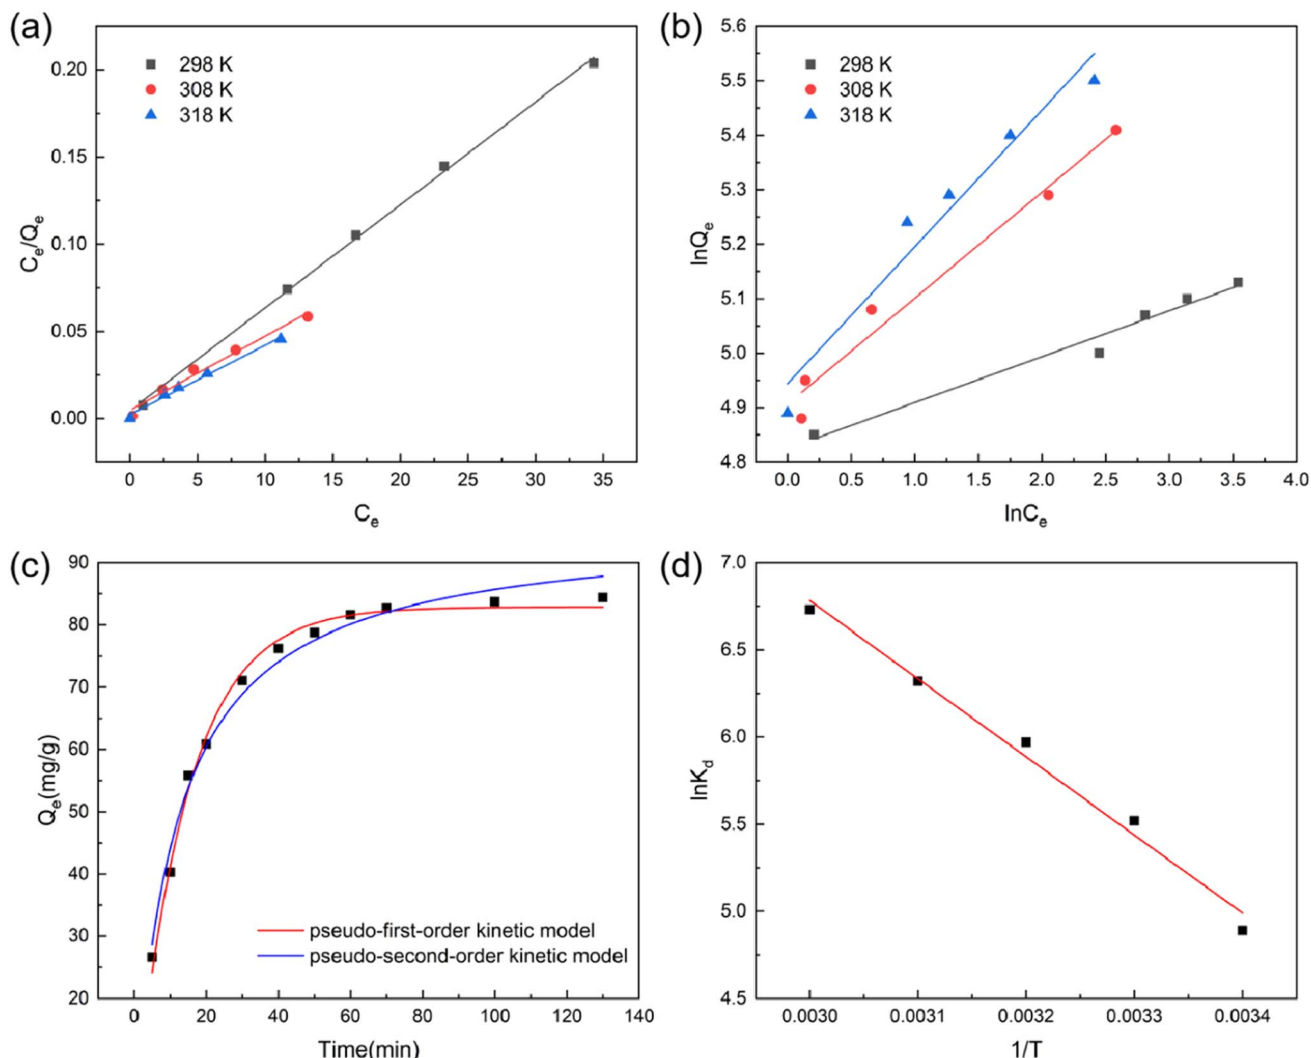 (a)
298 K
308 K
318 K
0.20
0.15
0.10
0.05
0.00
Ce/Qe
0 5 10 15 20 25 30 35
Ce
(b)
298 K
308 K
318 K
5.6
5.5
5.4
5.3
5.2
5.1
5.0
4.9
4.8
lnQe
0.0 0.5 1.0 1.5 2.0 2.5 3.0 3.5 4.0
lnCe
(c)
90
80
70
60
50
40
30
20
Qe(mg/g)
pseudo-first-order kinetic model
pseudo-second-order kinetic model
0 20 40 60 80 100 120 140
Time(min)
(d)
7.0
6.5
6.0
5.5
5.0
4.5
lnKd
0.0030 0.0031 0.0032 0.0033 0.0034
1/T